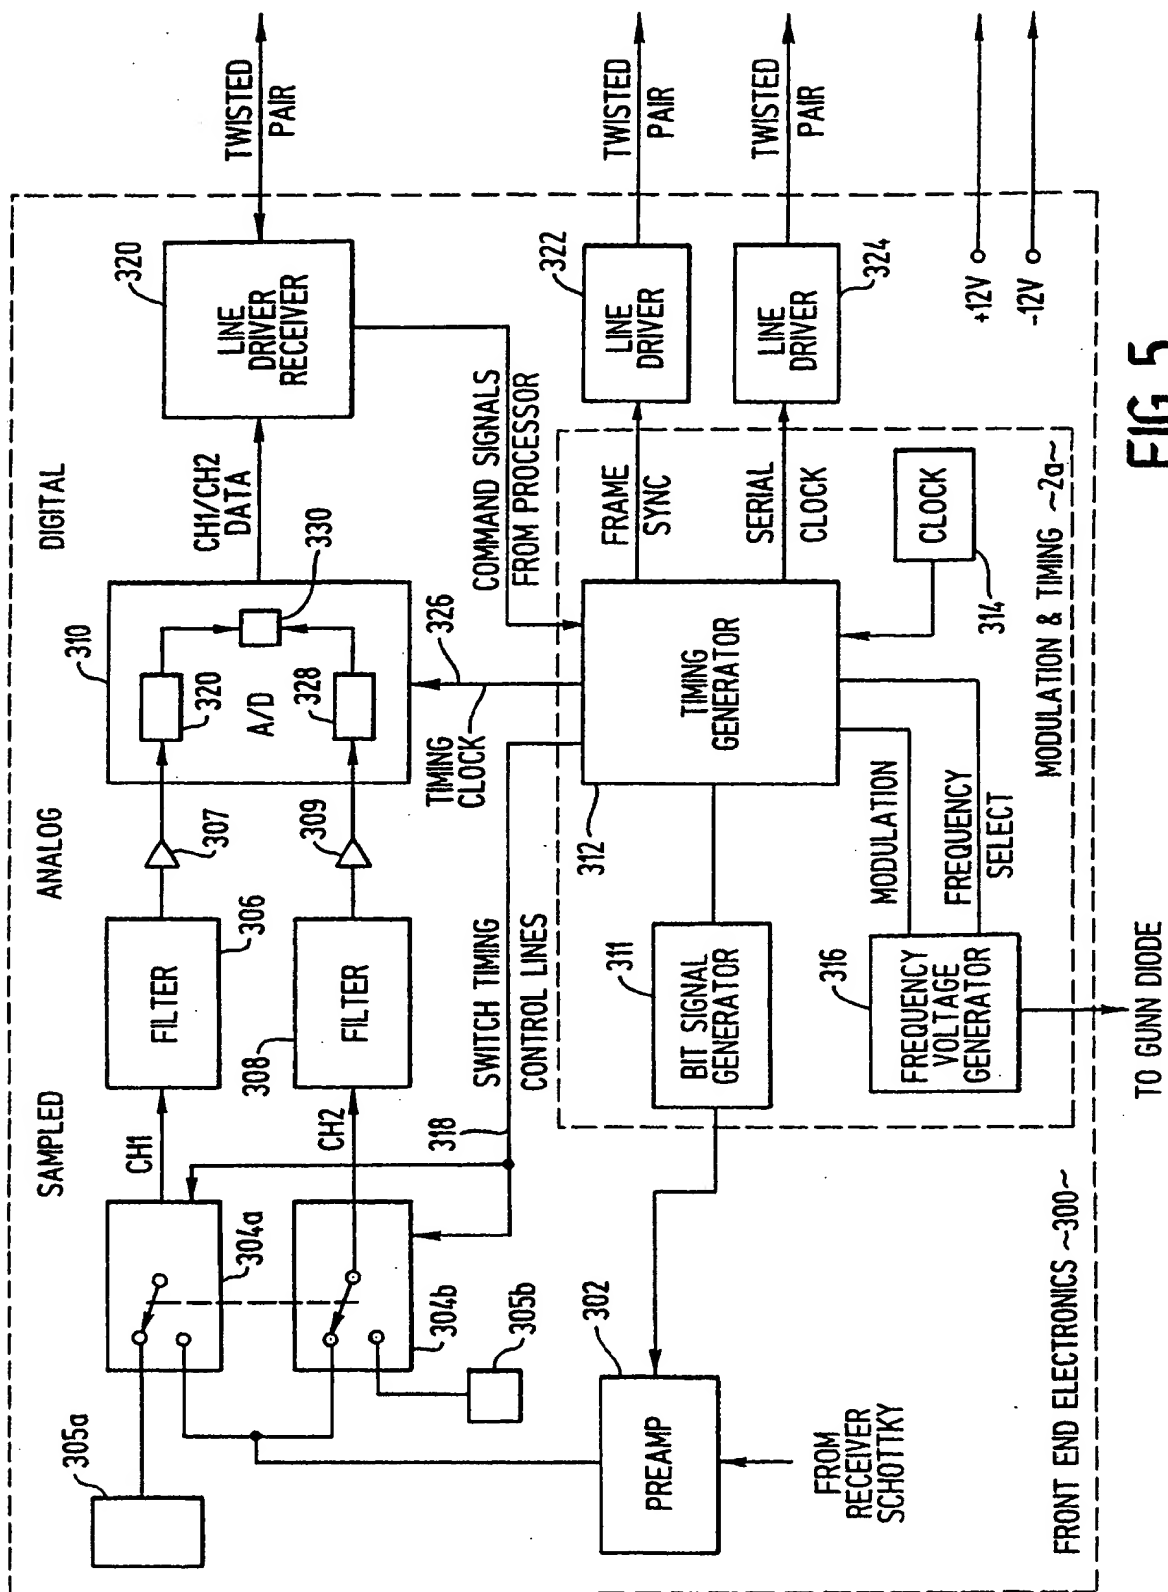 SAMPLED
ANALOG
DIGITAL
305a
304a
CH1
FILTER
306
307
310
320
A/D
328
330
CH1/CH2
DATA
320
LINE
DRIVER
RECEIVER
TWISTED
PAIR
304b
305b
CH2
308
FILTER
309
318
SWITCH TIMING
CONTROL LINES
TIMING
CLOCK
326
COMMAND SIGNALS
FROM PROCESSOR
302
PREAMP
FROM
RECEIVER
SCHOTTKY
311
BIT SIGNAL
GENERATOR
312
TIMING
GENERATOR
FRAME
SYNC
322
LINE
DRIVER
TWISTED
PAIR
SERIAL
CLOCK
324
LINE
DRIVER
TWISTED
PAIR
316
FREQUENCY
VOLTAGE
GENERATOR
MODULATION
FREQUENCY
SELECT
314
CLOCK
+12V
-12V
MODULATION & TIMING ~2a~
FRONT END ELECTRONICS ~300~
TO GUNN DIODE
FIG. 5